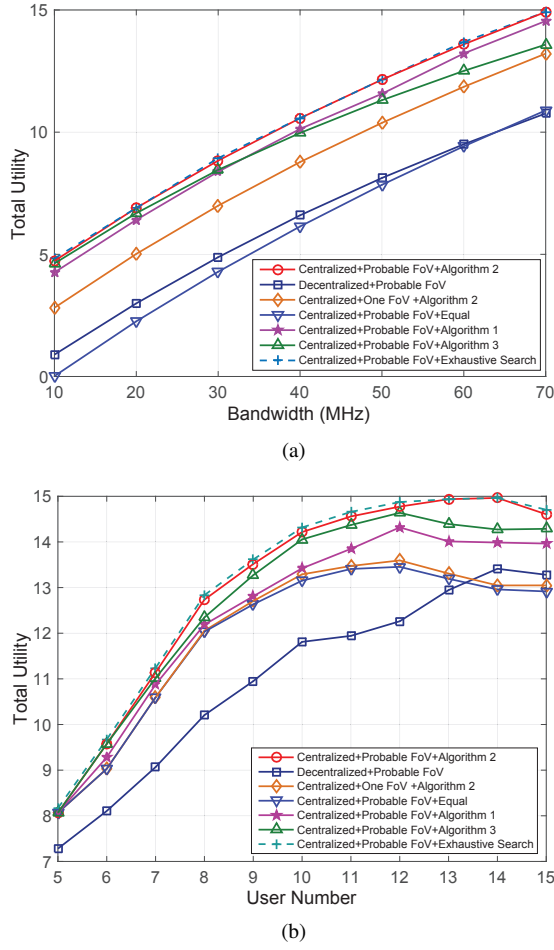 15
10
5
0
Total Utility
Centralized+Probable FoV+Algorithm 2
Decentralized+Probable FoV
Centralized+One FoV +Algorithm 2
Centralized+Probable FoV+Equal
Centralized+Probable FoV+Algorithm 1
Centralized+Probable FoV+Algorithm 3
Centralized+Probable FoV+Exhaustive Search
10 20 30 40 50 60 70
Bandwidth (MHz)
(a)
15
14
13
12
11
10
9
8
7
Total Utility
Centralized+Probable FoV+Algorithm 2
Decentralized+Probable FoV
Centralized+One FoV +Algorithm 2
Centralized+Probable FoV+Equal
Centralized+Probable FoV+Algorithm 1
Centralized+Probable FoV+Algorithm 3
Centralized+Probable FoV+Exhaustive Search
5 6 7 8 9 10 11 12 13 14 15
User Number
(b)